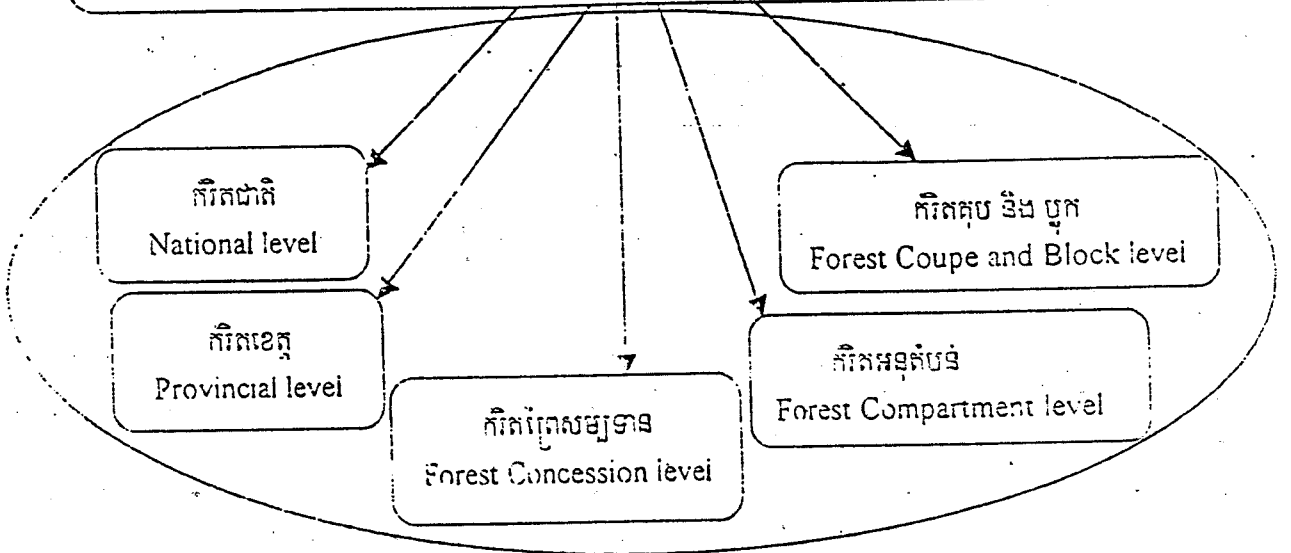 កំរិតជាតិ
National level
កំរិតខេត្ត
Provincial level
កំរិតព្រៃសម្បទាន
Forest Concession level
កំរិតអនុតំបន់
Forest Compartment level
កំរិតគុប និង ប្លុក
Forest Coupe and Block level